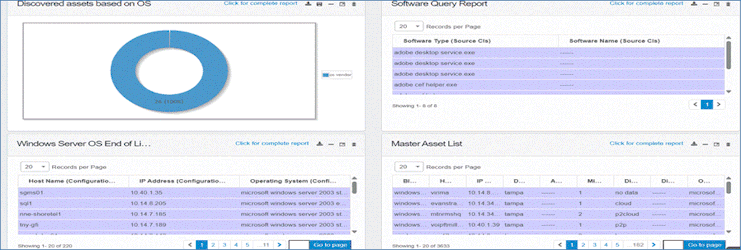 Discovered assets based on OS Click for complete report
Software Query Report Click for complete report
20 Records per Page
Software Type (Source CIs) Software Name (Source CIs)
adobe desktop service.exe ------
adobe desktop service.exe ------
adobe desktop service.exe ------
adobe cef helper.exe ------
Showing 1- 8 of 8
1
Windows Server OS End of Li... Click for complete report
20 Records per Page
Host Name (Configuratio... IP Address (Configuratio... Operating System (Confi...
sgms01 10.40.1.35 microsoft windows server 2003 st...
sql1 10.14.8.205 microsoft windows server 2003 en...
nne-shoretel1 10.14.7.185 microsoft windows server 2003 st...
10.14.7.189 microsoft windows server 2003 st...
Showing 1- 20 of 220 1 2 3 4 5 .. 11 Go to page
Master Asset List Click for complete report
20 Records per Page
Bl... H... IP ... D... A... Mi... Di... Di... O...
windows... virima 10.14.8... tampa ------ 1 no data ------ microsof...
windows... evanstra 10.14.34... tampa ------ 1 cloud ------ microsof...
windows... 10.14.34... tampa ------ 2 p2cloud ------ microsof...
windows... 10.40.1.39 tampa ------ 1 p2p ------ microsof...
Showing 1- 20 of 3633 1 2 3 4 5 .. 182 Go to page